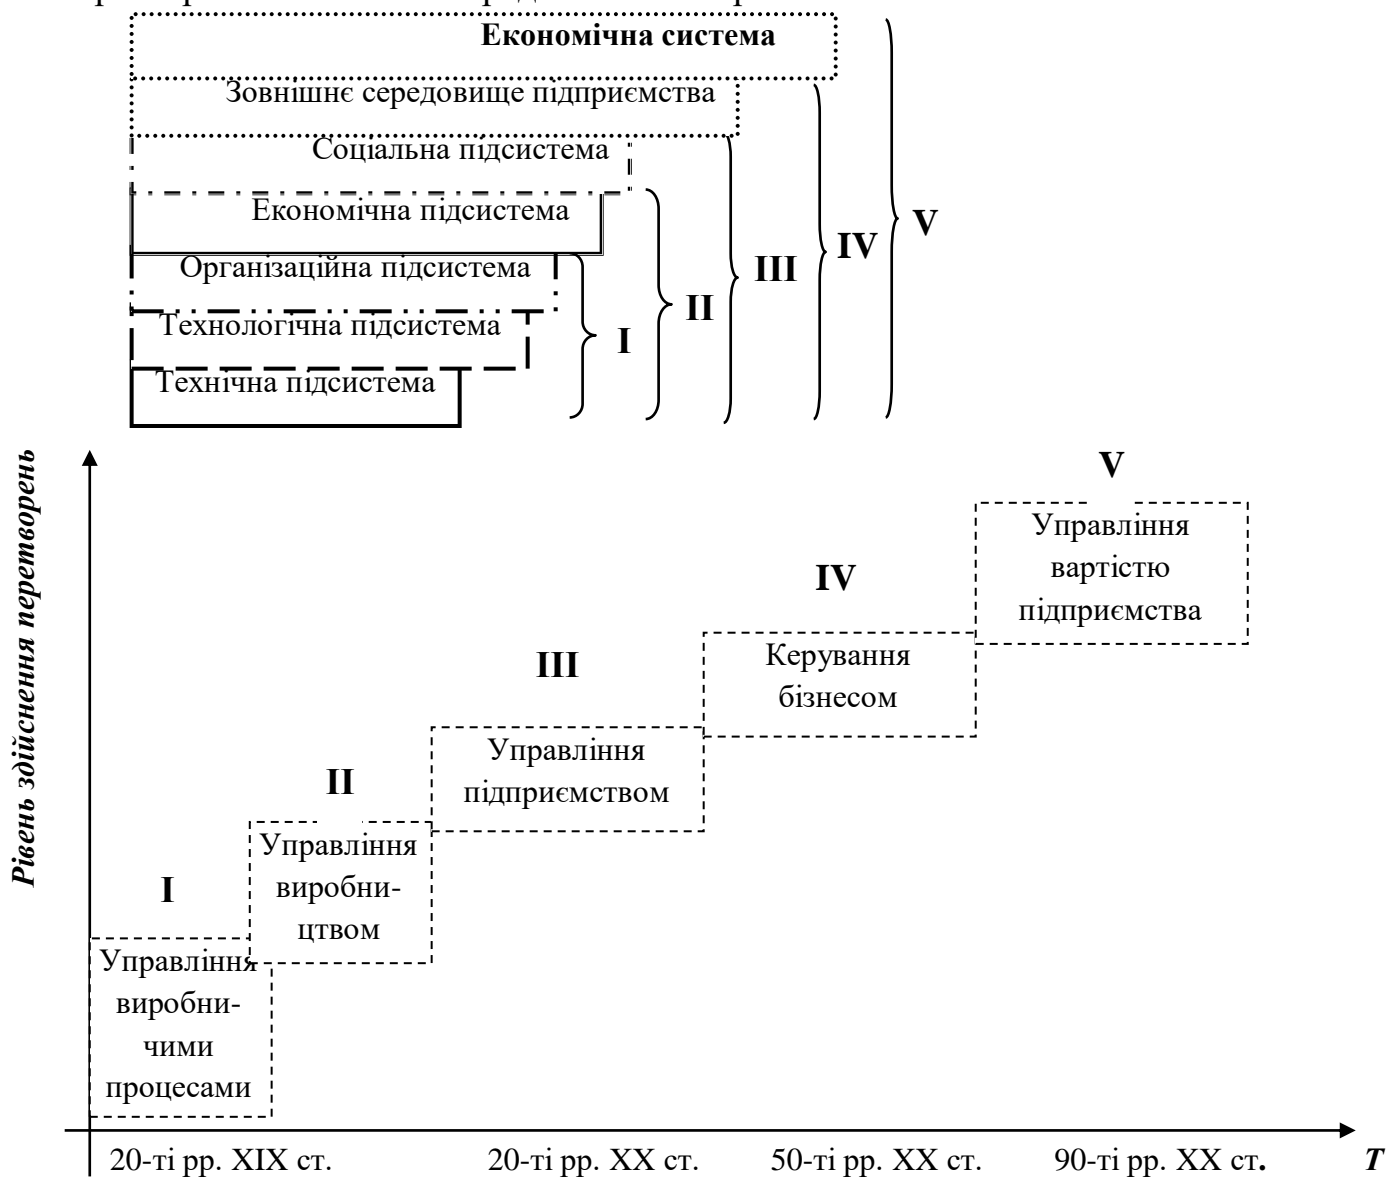 Економічна система
Зовнішнє середовище підприємства
Соціальна підсистема
Економічна підсистема
Організаційна підсистема
Технологічна підсистема
Технічна підсистема
I
II
III
IV
V
Рівень здійснення перетворень
V
Управління
вартістю
підприємства
IV
Керування
бізнесом
III
Управління
підприємством
II
Управління
виробни-
цтвом
I
Управління
виробни-
чими
процесами
20-ті рр. XIX ст.
20-ті рр. XX ст.
50-ті рр. XX ст.
90-ті рр. XX ст.
T